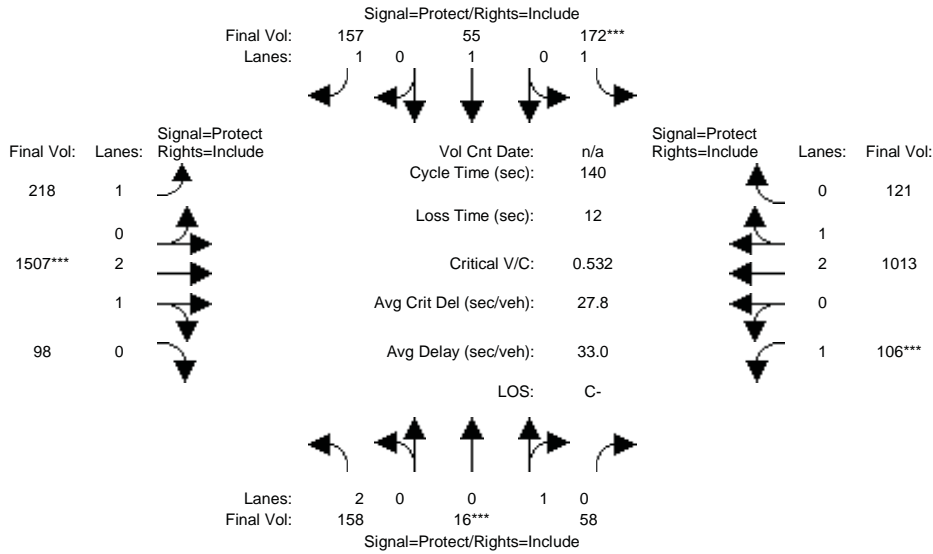 Signal=Protect/Rights=Include
Final Vol: 157 55 172***
Lanes: 1 0 1 0 1
Signal=Protect
Final Vol: Lanes: Rights=Include
Vol Cnt Date: n/a
Signal=Protect
Rights=Include Lanes: Final Vol:
Cycle Time (sec): 140
218 1
0 121
Loss Time (sec): 12
0
1
1507*** 2
Critical V/C: 0.532
2 1013
1
Avg Crit Del (sec/veh): 27.8
0
98 0
Avg Delay (sec/veh): 33.0
1 106***
LOS: C-
Lanes: 2 0 0 1 0
Final Vol: 158 16*** 58
Signal=Protect/Rights=Include